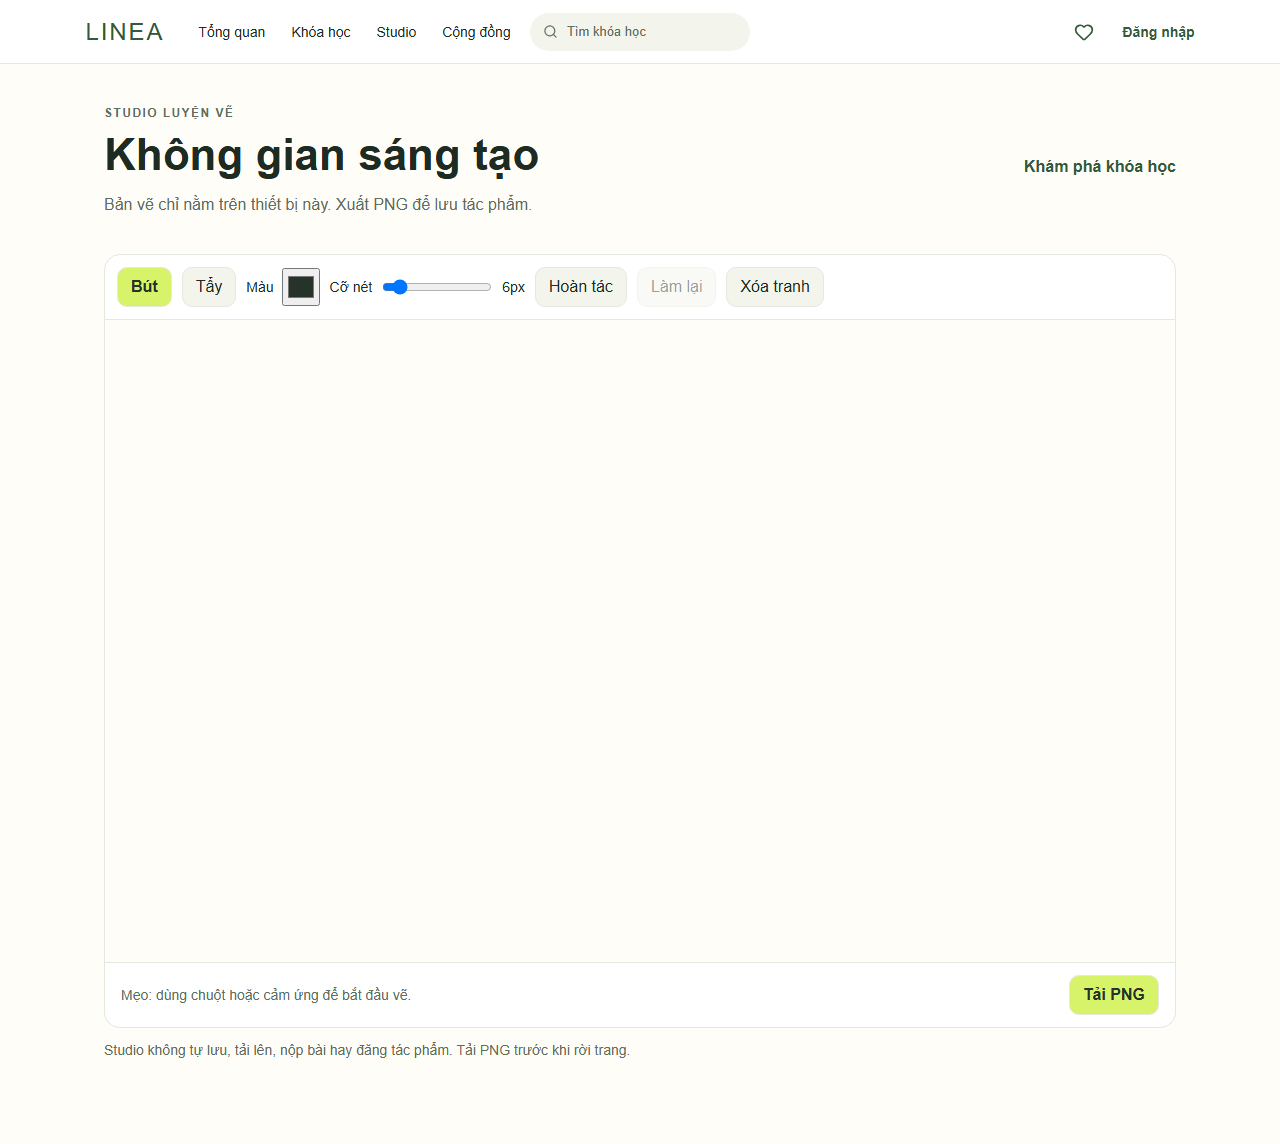 LINEA
Tổng quan
Khóa học
Studio
Cộng đồng
Tìm khóa học
Đăng nhập
STUDIO LUYỆN VẼ
Không gian sáng tạo
Khám phá khóa học
Bản vẽ chỉ nằm trên thiết bị này. Xuất PNG để lưu tác phẩm.
Bút
Tẩy
Màu
Cỡ nét
6px
Hoàn tác
Làm lại
Xóa tranh
Mẹo: dùng chuột hoặc cảm ứng để bắt đầu vẽ.
Tải PNG
Studio không tự lưu, tải lên, nộp bài hay đăng tác phẩm. Tải PNG trước khi rời trang.